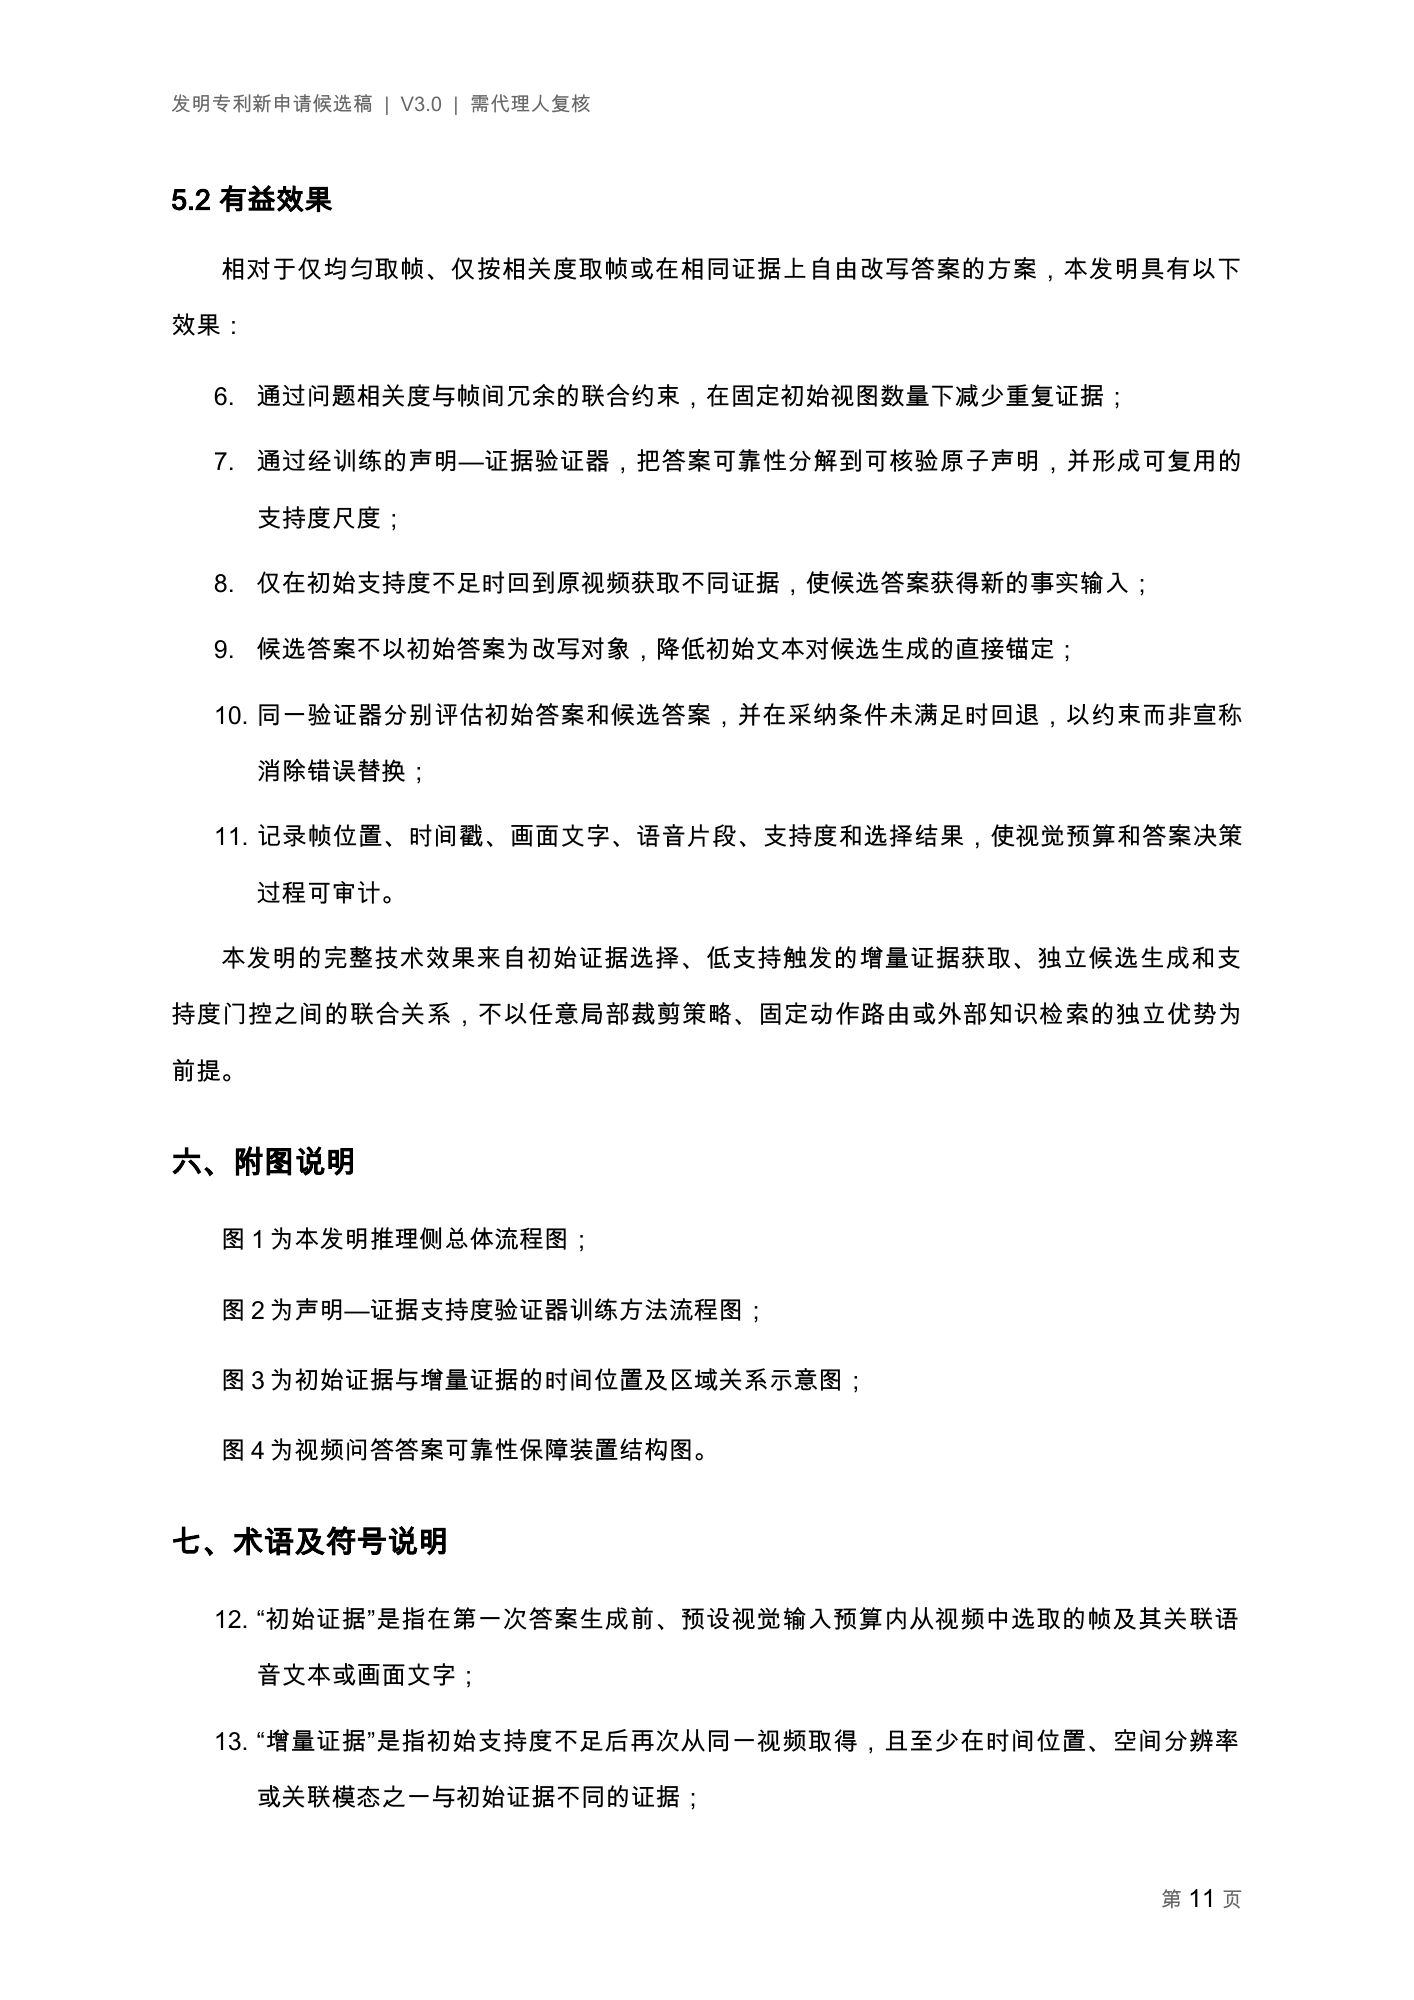 发明专利新申请候选稿 | V3.0 | 需代理人复核
5.2 有益效果
相对于仅均匀取帧、仅按相关度取帧或在相同证据上自由改写答案的方案，本发明具有以下
效果：
6. 通过问题相关度与帧间冗余的联合约束，在固定初始视图数量下减少重复证据；
7. 通过经训练的声明—证据验证器，把答案可靠性分解到可核验原子声明，并形成可复用的
支持度尺度；
8. 仅在初始支持度不足时回到原视频获取不同证据，使候选答案获得新的事实输入；
9. 候选答案不以初始答案为改写对象，降低初始文本对候选生成的直接锚定；
10. 同一验证器分别评估初始答案和候选答案，并在采纳条件未满足时回退，以约束而非宣称
消除错误替换；
11. 记录帧位置、时间戳、画面文字、语音片段、支持度和选择结果，使视觉预算和答案决策
过程可审计。
本发明的完整技术效果来自初始证据选择、低支持触发的增量证据获取、独立候选生成和支
持度门控之间的联合关系，不以任意局部裁剪策略、固定动作路由或外部知识检索的独立优势为
前提。
六、附图说明
图 1 为本发明推理侧总体流程图；
图 2 为声明—证据支持度验证器训练方法流程图；
图 3 为初始证据与增量证据的时间位置及区域关系示意图；
图 4 为视频问答答案可靠性保障装置结构图。
七、术语及符号说明
12. “初始证据”是指在第一次答案生成前、预设视觉输入预算内从视频中选取的帧及其关联语
音文本或画面文字；
13. “增量证据”是指初始支持度不足后再次从同一视频取得，且至少在时间位置、空间分辨率
或关联模态之一与初始证据不同的证据；
第 11 页